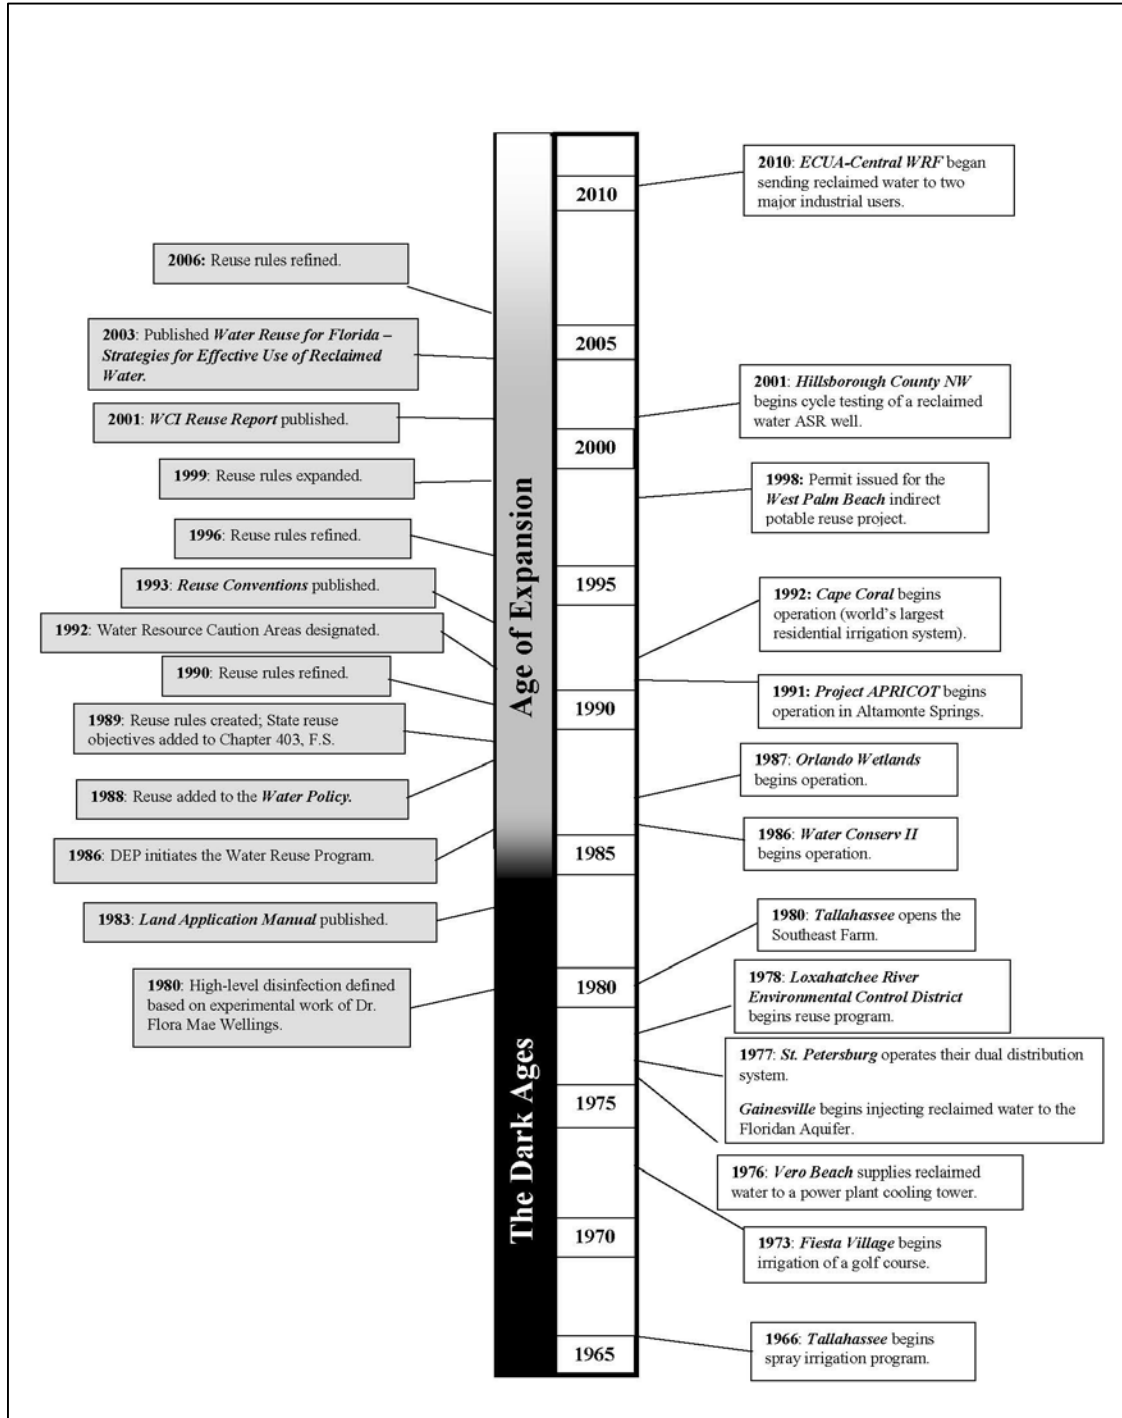 2010: ECUA-Central WRF began
sending reclaimed water to two
major industrial users.
2010
2006: Reuse rules refined.
2003: Published Water Reuse for Florida –
Strategies for Effective Use of Reclaimed
Water.
2005
2001: Hillsborough County NW
begins cycle testing of a reclaimed
water ASR well.
2001: WCI Reuse Report published.
2000
1999: Reuse rules expanded.
1998: Permit issued for the
West Palm Beach indirect
potable reuse project.
1996: Reuse rules refined.
Age of Expansion
1993: Reuse Conventions published.
1995
1992: Cape Coral begins
operation (world's largest
residential irrigation system).
1992: Water Resource Caution Areas designated.
1990: Reuse rules refined.
1991: Project APRICOT begins
operation in Altamonte Springs.
1990
1989: Reuse rules created; State reuse
objectives added to Chapter 403, F.S.
1987: Orlando Wetlands
begins operation.
1988: Reuse added to the Water Policy.
1986: Water Conserv II
begins operation.
1986: DEP initiates the Water Reuse Program.
1985
1983: Land Application Manual published.
1980: Tallahassee opens the
Southeast Farm.
1980: High-level disinfection defined
based on experimental work of Dr.
Flora Mae Wellings.
1980
1978: Loxahatchee River
Environmental Control District
begins reuse program.
The Dark Ages
1977: St. Petersburg operates their dual distribution
system.
Gainesville begins injecting reclaimed water to the
Floridan Aquifer.
1975
1976: Vero Beach supplies reclaimed
water to a power plant cooling tower.
1970
1973: Fiesta Village begins
irrigation of a golf course.
1966: Tallahassee begins
spray irrigation program.
1965